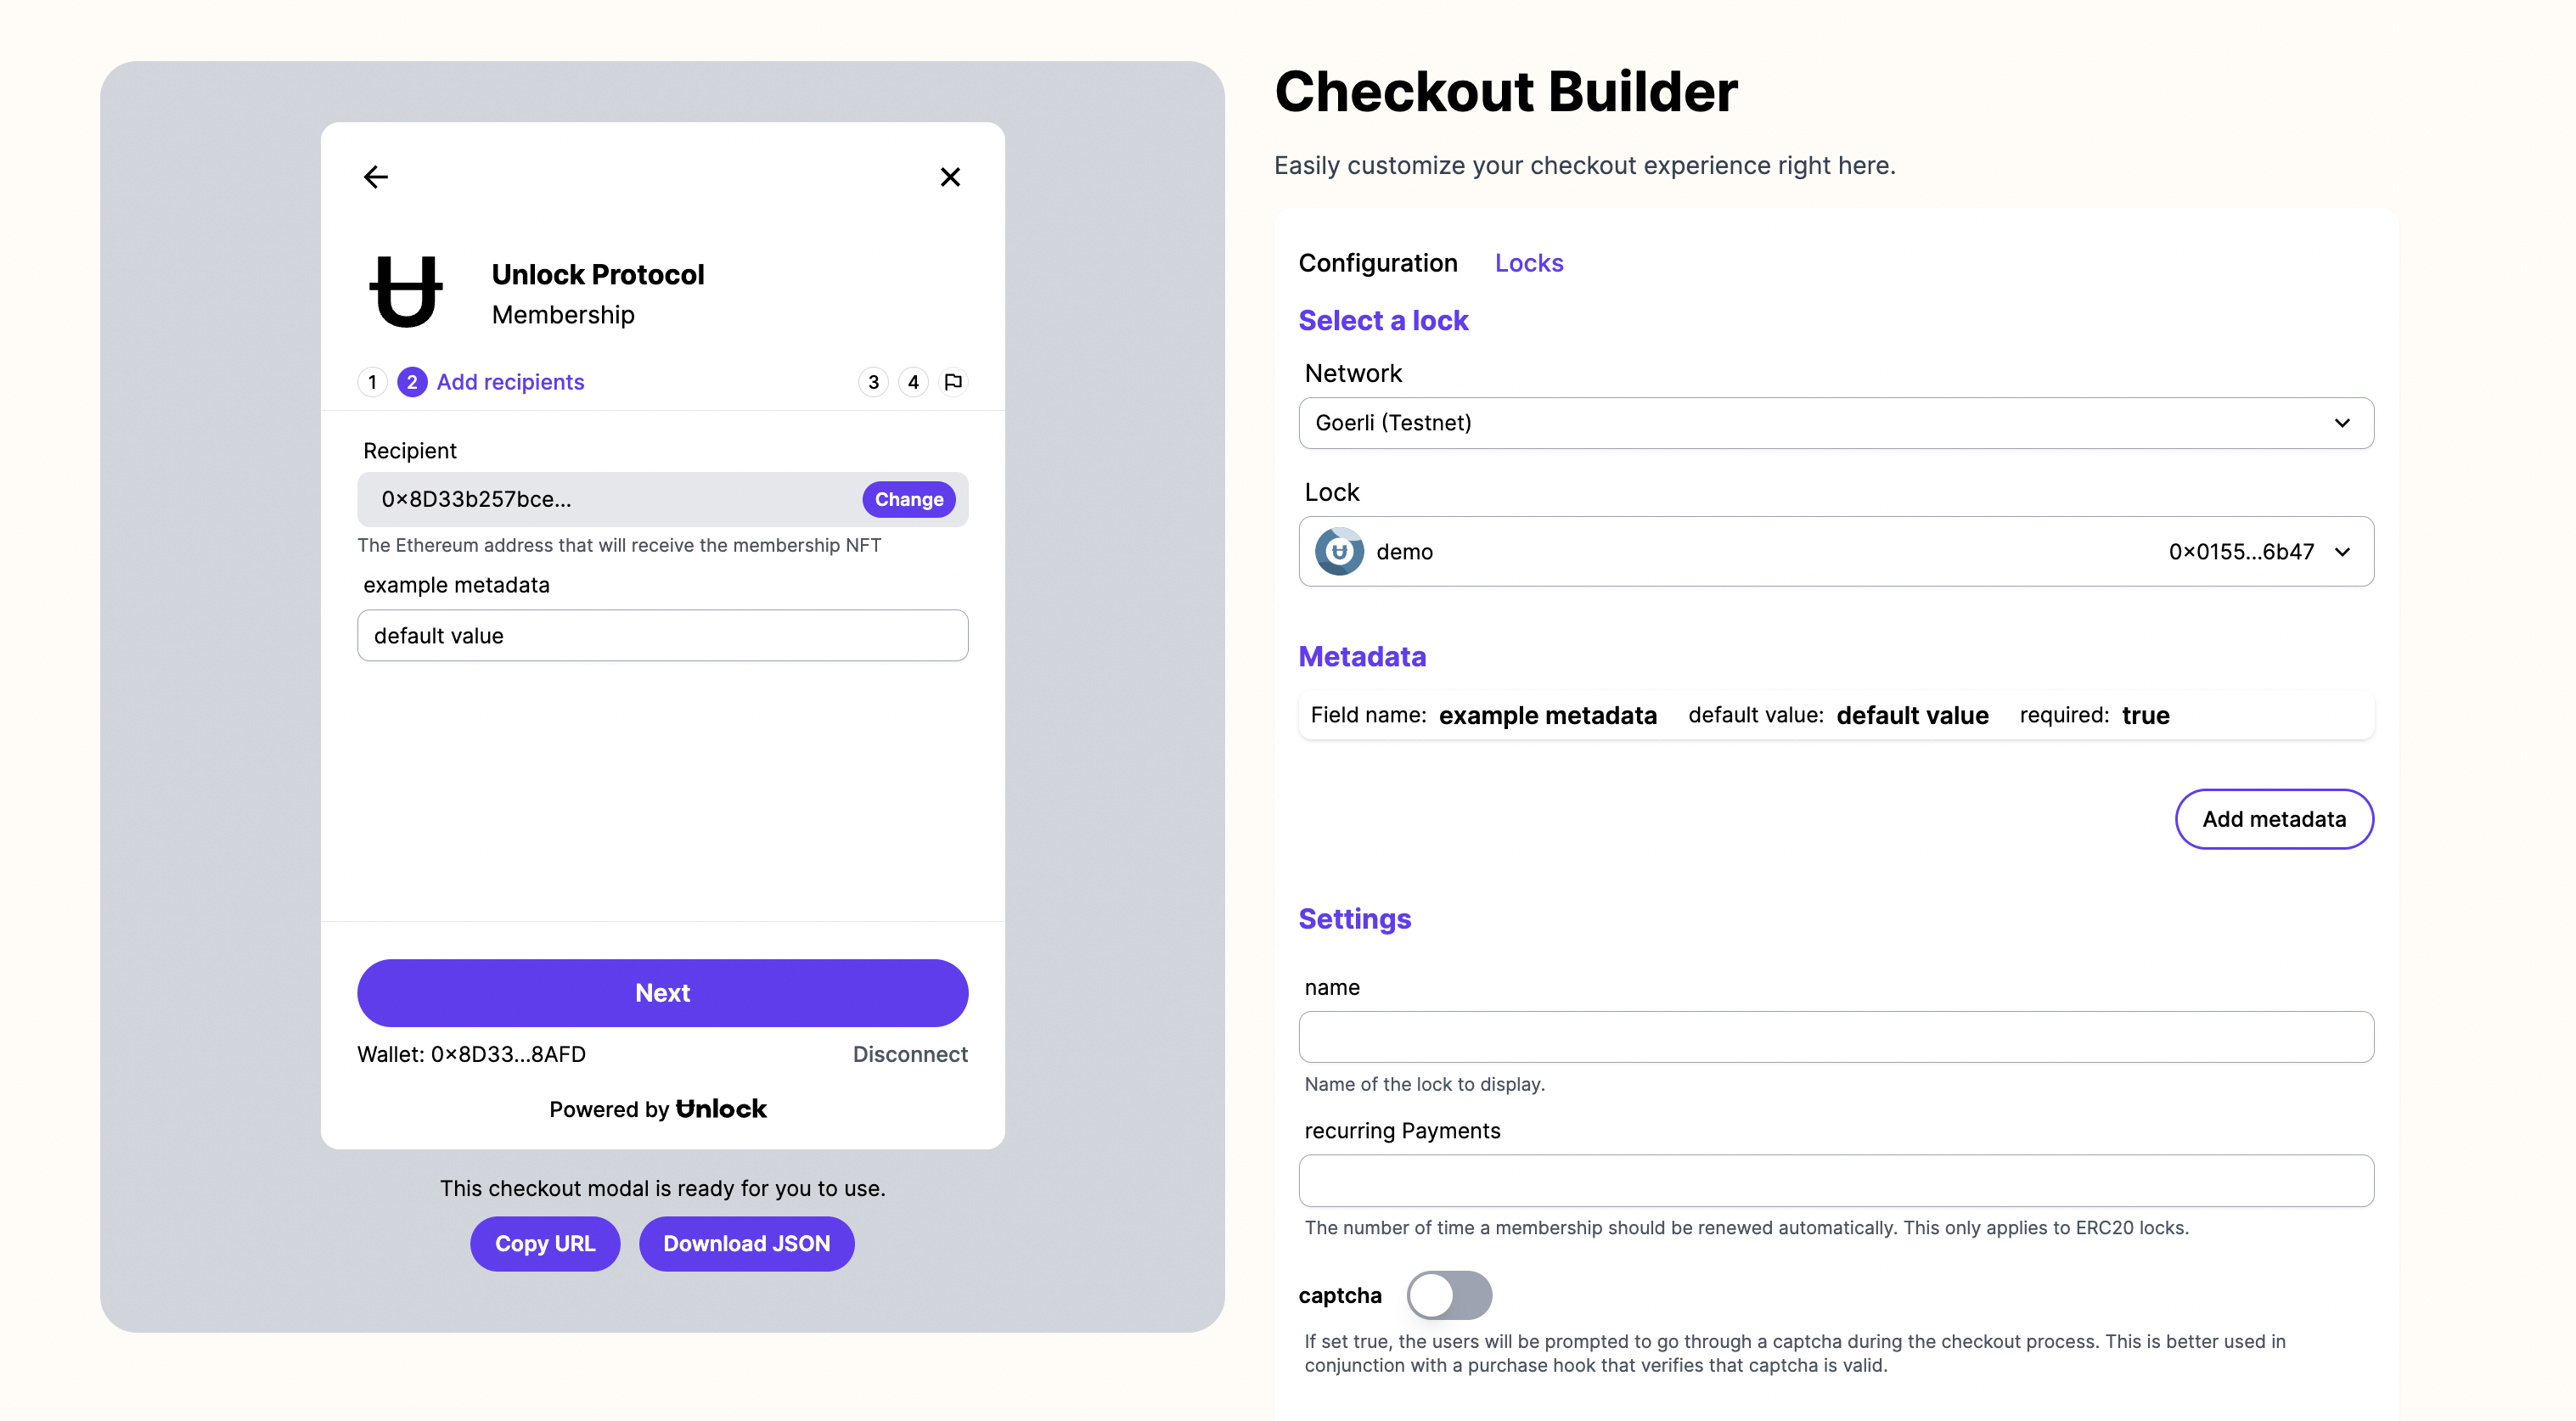 Unlock Protocol
Membership
1 2 Add recipients 3 4
Recipient
0x8D33b257bce... Change
The Ethereum address that will receive the membership NFT
example metadata
default value
Next
Wallet: 0x8D33...8AFD Disconnect
Powered by Unlock
This checkout modal is ready for you to use.
Copy URL Download JSON
Checkout Builder
Easily customize your checkout experience right here.
Configuration Locks
Select a lock
Network
Goerli (Testnet)
Lock
demo 0x0155...6b47
Metadata
Field name: example metadata default value: default value required: true
Add metadata
Settings
name
Name of the lock to display.
recurring Payments
The number of time a membership should be renewed automatically. This only applies to ERC20 locks.
captcha
If set true, the users will be prompted to go through a captcha during the checkout process. This is better used in
conjunction with a purchase hook that verifies that captcha is valid.